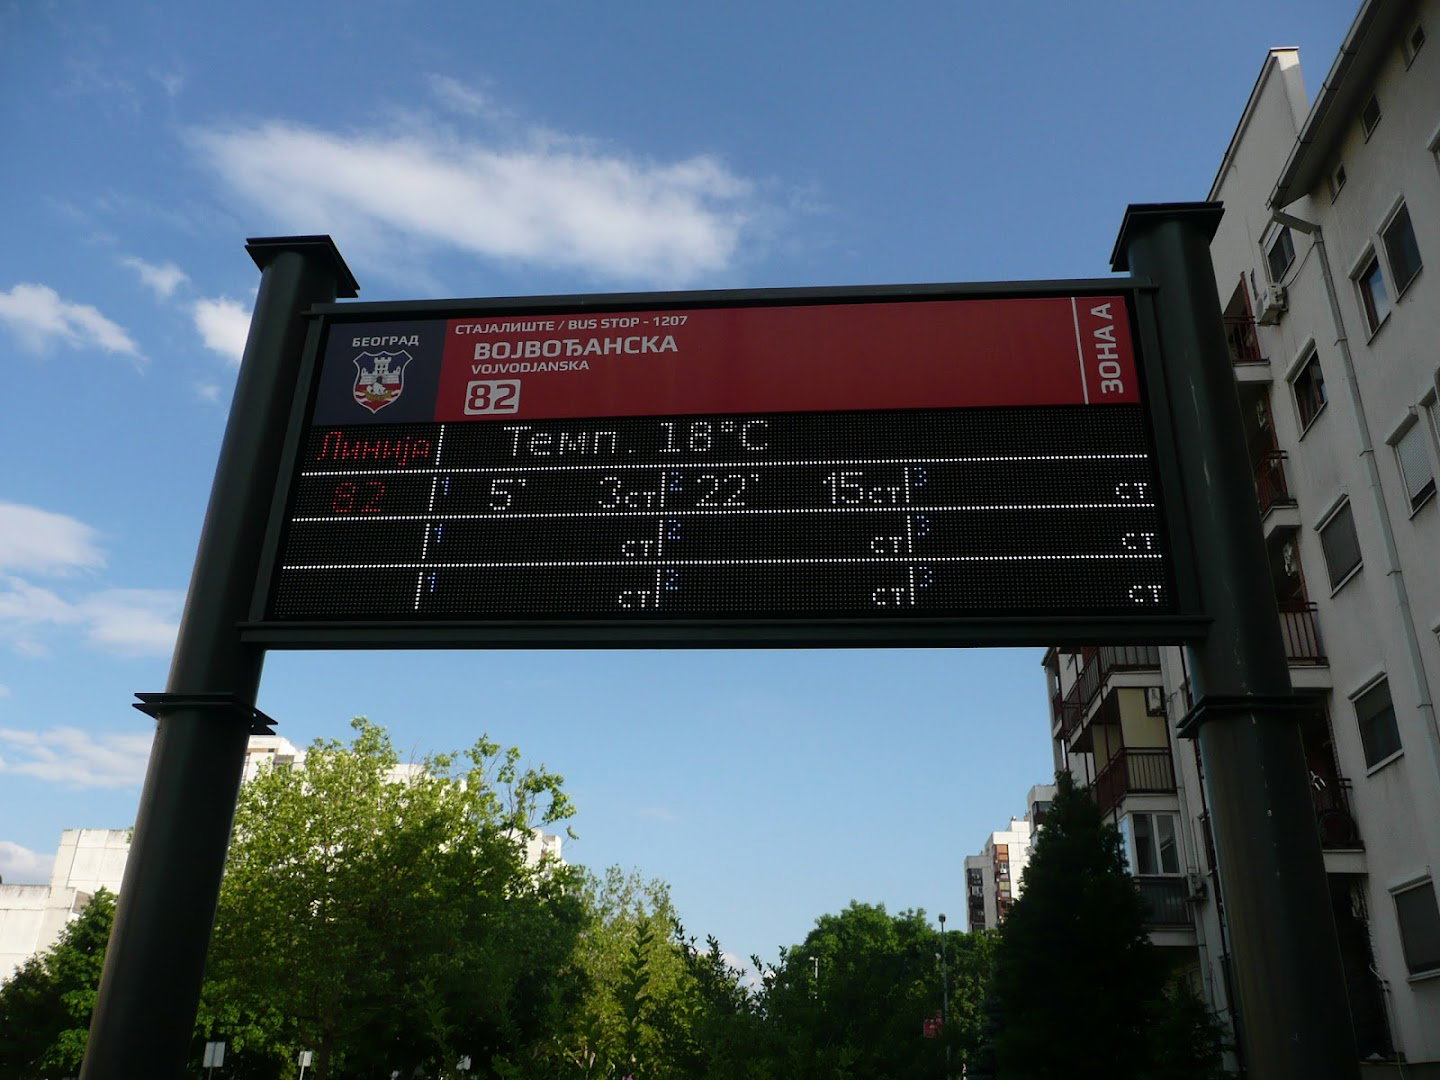 БЕОГРАД
СТАЈАЛИШТЕ / BUS STOP - 1207
ВОЈВОЂАНСКА
VOJVODJANSKA
82
ЗОНА А
Линија Темп. 18°C
82 1 5' 3ст 2 22' 15ст 3 ст
1 ст 2 ст 3 ст
1 ст 2 ст 3 ст